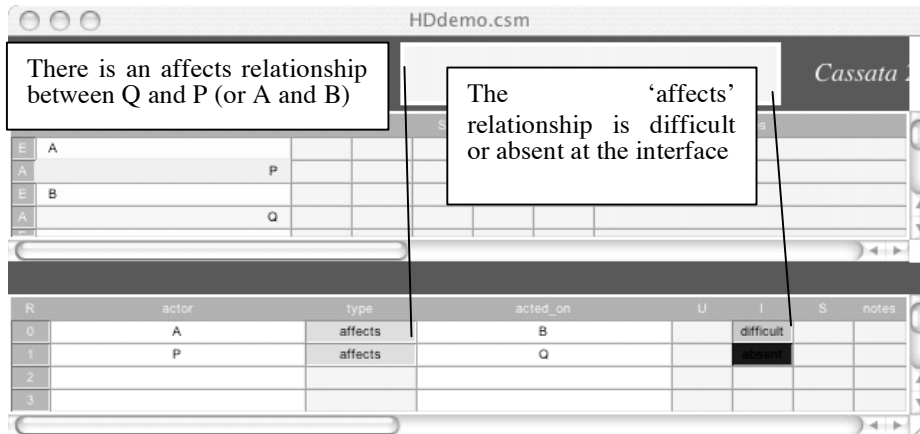 HDdemo.csm
There is an affects relationship
between Q and P (or A and B)
The ‘affects’
relationship is difficult
or absent at the interface
Cassata
E A
A P
E B
A Q
R actor type acted_on U I S notes
0 A affects B difficult
1 P affects Q absent
2
3